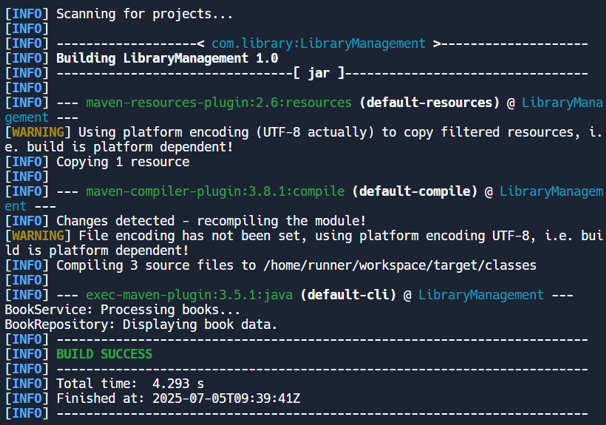 [INFO] Scanning for projects...
[INFO]
[INFO] -------------------< com.library:LibraryManagement >--------------------
[INFO] Building LibraryManagement 1.0
[INFO] --------------------------------[ jar ]---------------------------------
[INFO]
[INFO] --- maven-resources-plugin:2.6:resources (default-resources) @ LibraryMana
gement ---
[WARNING] Using platform encoding (UTF-8 actually) to copy filtered resources, i.
e. build is platform dependent!
[INFO] Copying 1 resource
[INFO]
[INFO] --- maven-compiler-plugin:3.8.1:compile (default-compile) @ LibraryManagem
ent ---
[INFO] Changes detected - recompiling the module!
[WARNING] File encoding has not been set, using platform encoding UTF-8, i.e. bui
ld is platform dependent!
[INFO] Compiling 3 source files to /home/runner/workspace/target/classes
[INFO]
[INFO] --- exec-maven-plugin:3.5.1:java (default-cli) @ LibraryManagement ---
BookService: Processing books...
BookRepository: Displaying book data.
[INFO] ------------------------------------------------------------------------
[INFO] BUILD SUCCESS
[INFO] ------------------------------------------------------------------------
[INFO] Total time:  4.293 s
[INFO] Finished at: 2025-07-05T09:39:41Z
[INFO] ------------------------------------------------------------------------